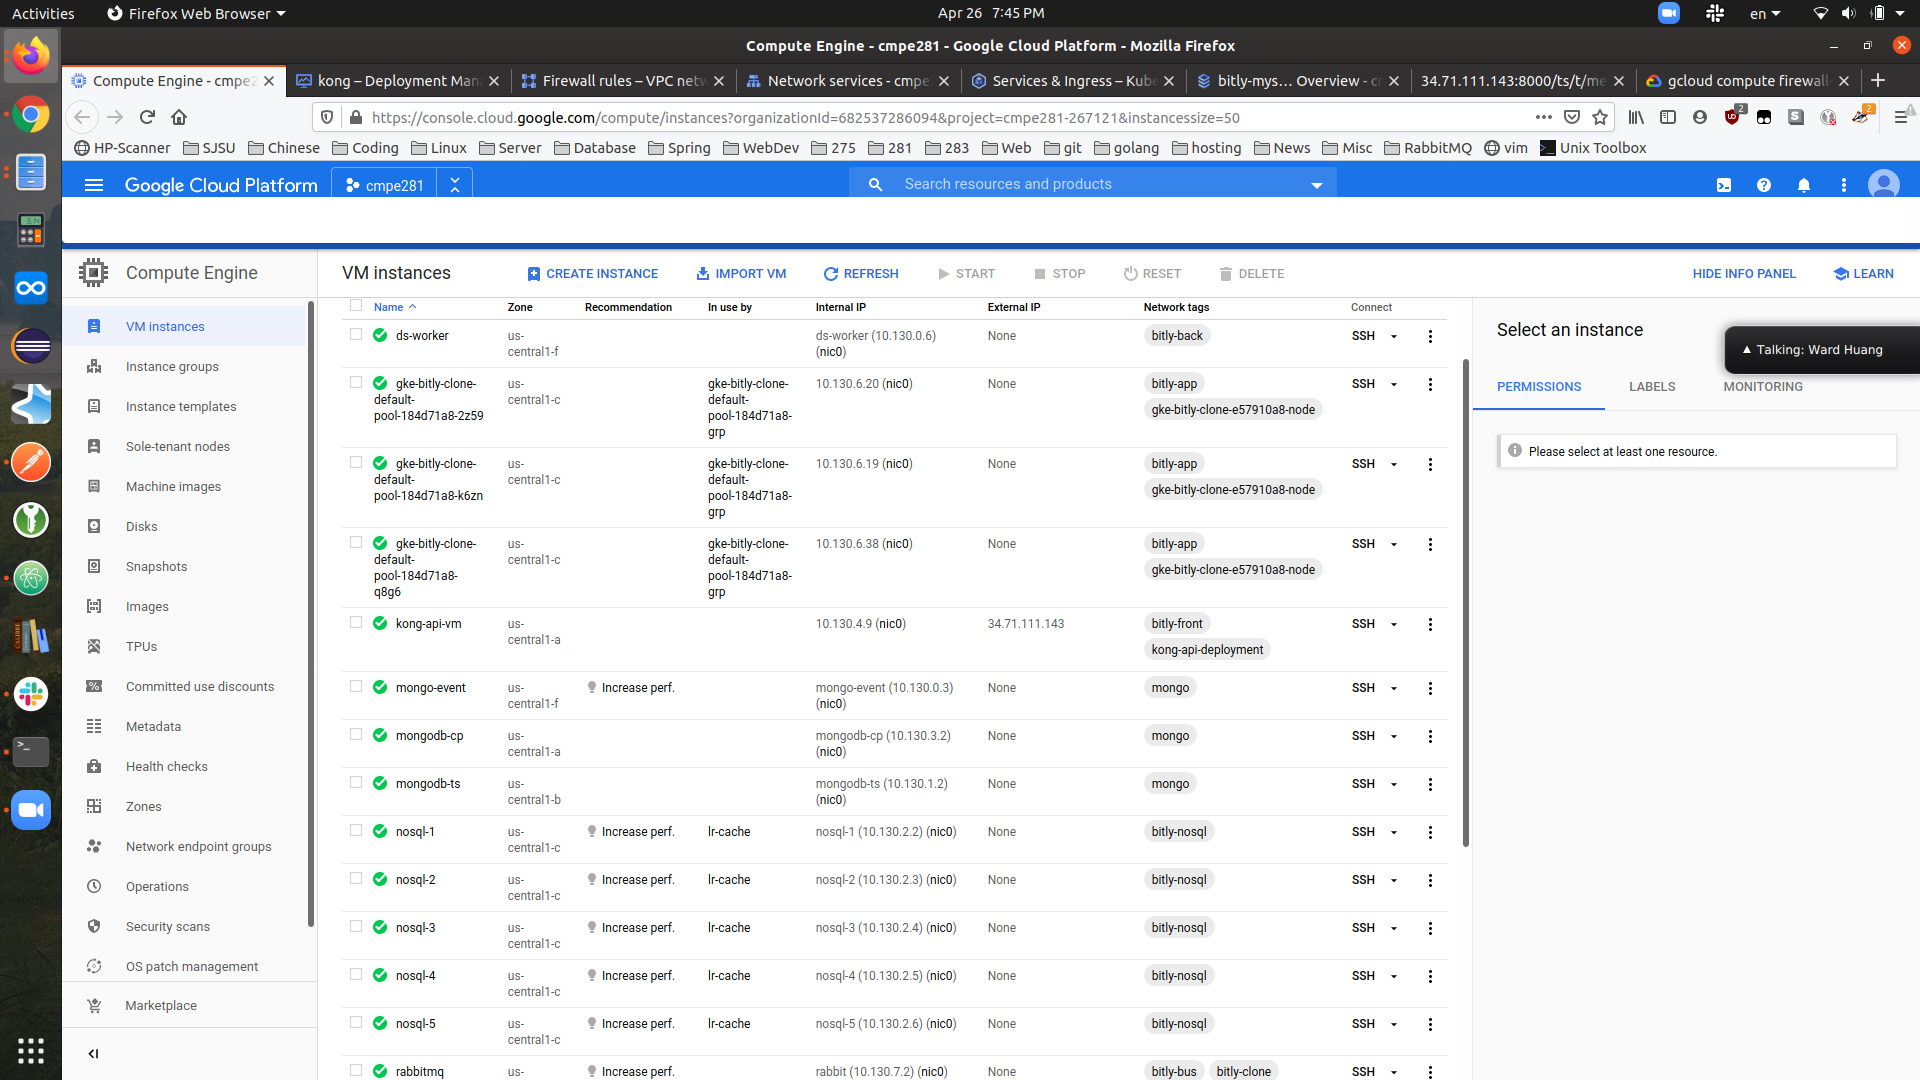 Activities
Firefox Web Browser
Apr 26 7:45 PM
en
Compute Engine - cmpe281 - Google Cloud Platform - Mozilla Firefox
Compute Engine - cmpe2
kong – Deployment Man
Firewall rules – VPC netw
Network services - cmpe
Services & Ingress – Kube
bitly-mys… Overview - c
34.71.111.143:8000/ts/t/me
gcloud compute firewall
https://console.cloud.google.com/compute/instances?organizationId=682537286094&project=cmpe281-267121&instancessize=50
2
2
HP-Scanner SJSU Chinese Coding Linux Server Database Spring WebDev 275 281 283 Web git golang hosting News Misc RabbitMQ vim Unix Toolbox
Google Cloud Platform
cmpe281
Search resources and products
Compute Engine
VM instances
CREATE INSTANCE IMPORT VM REFRESH START STOP RESET DELETE
HIDE INFO PANEL LEARN
VM instances
Instance groups
Instance templates
Sole-tenant nodes
Machine images
Disks
Snapshots
Images
TPUs
Committed use discounts
Metadata
Health checks
Zones
Network endpoint groups
Operations
Security scans
OS patch management
Marketplace
Name Zone Recommendation In use by Internal IP External IP Network tags Connect
ds-worker us- ds-worker (10.130.0.6) None bitly-back SSH
central1-f (nic0)
gke-bitly-clone- us- gke-bitly-clone- 10.130.6.20 (nic0) None bitly-app SSH
default- central1-c default-
pool-184d71a8-2z59 pool-184d71a8- gke-bitly-clone-e57910a8-node
grp
gke-bitly-clone- us- gke-bitly-clone- 10.130.6.19 (nic0) None bitly-app SSH
default- central1-c default-
pool-184d71a8-k6zn pool-184d71a8- gke-bitly-clone-e57910a8-node
grp
gke-bitly-clone- us- gke-bitly-clone- 10.130.6.38 (nic0) None bitly-app SSH
default- central1-c default-
pool-184d71a8- pool-184d71a8- gke-bitly-clone-e57910a8-node
q8g6 grp
kong-api-vm us- 10.130.4.9 (nic0) 34.71.111.143 bitly-front SSH
central1-a kong-api-deployment
mongo-event us- Increase perf. mongo-event (10.130.0.3) None mongo SSH
central1-f (nic0)
mongodb-cp us- mongodb-cp (10.130.3.2) None mongo SSH
central1-a (nic0)
mongodb-ts us- mongodb-ts (10.130.1.2) None mongo SSH
central1-b (nic0)
nosql-1 us- Increase perf. lr-cache nosql-1 (10.130.2.2) (nic0) None bitly-nosql SSH
central1-c
nosql-2 us- Increase perf. lr-cache nosql-2 (10.130.2.3) (nic0) None bitly-nosql SSH
central1-c
nosql-3 us- Increase perf. lr-cache nosql-3 (10.130.2.4) (nic0) None bitly-nosql SSH
central1-c
nosql-4 us- Increase perf. lr-cache nosql-4 (10.130.2.5) (nic0) None bitly-nosql SSH
central1-c
nosql-5 us- Increase perf. lr-cache nosql-5 (10.130.2.6) (nic0) None bitly-nosql SSH
central1-c
rabbitmq us- Increase perf. rabbit (10.130.7.2) (nic0) None bitly-bus bitly-clone SSH
Select an instance
Talking: Ward Huang
PERMISSIONS LABELS MONITORING
Please select at least one resource.